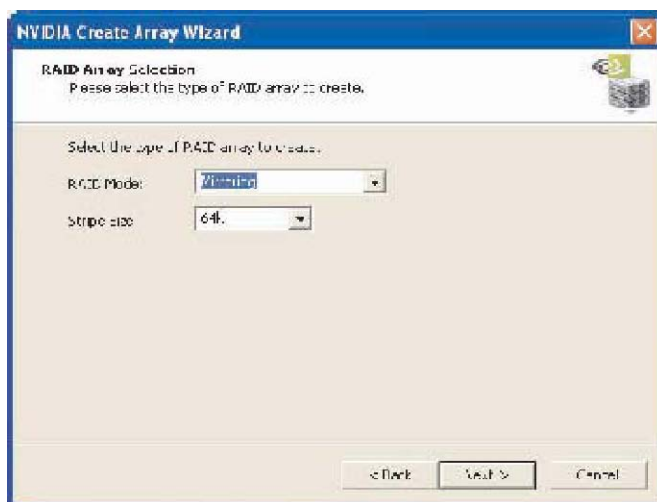 NVIDIA Create Array Wizard
RAID Array Selection
Please select the type of RAID array to create.
Select the type of RAID array to create.
RAID Mode:
Mirroring
Stripe Size
64k
< Back
Next >
Cancel